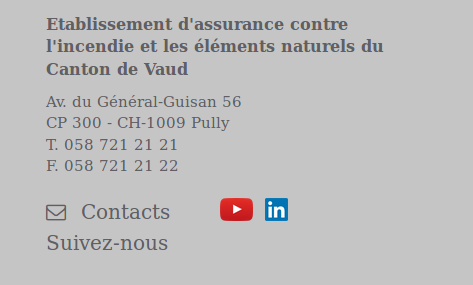 Etablissement d'assurance contre
l'incendie et les éléments naturels du
Canton de Vaud
Av. du Général-Guisan 56
CP 300 - CH-1009 Pully
T. 058 721 21 21
F. 058 721 21 22
Contacts
in
Suivez-nous